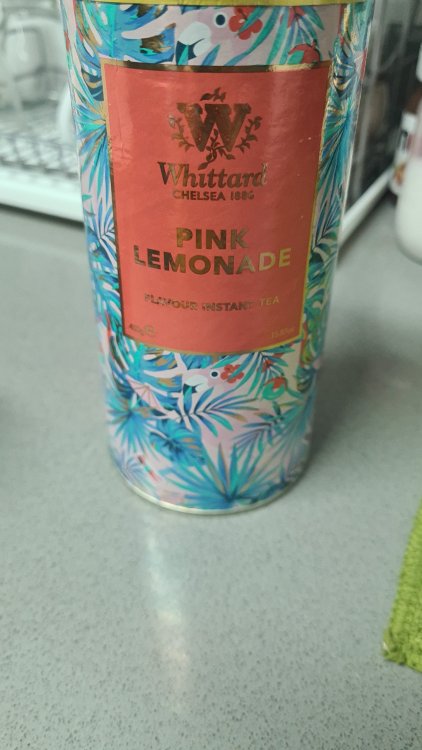 W
Whittard
CHELSEA 1886
PINK
LEMONADE
FLAVOUR INSTANT TEA